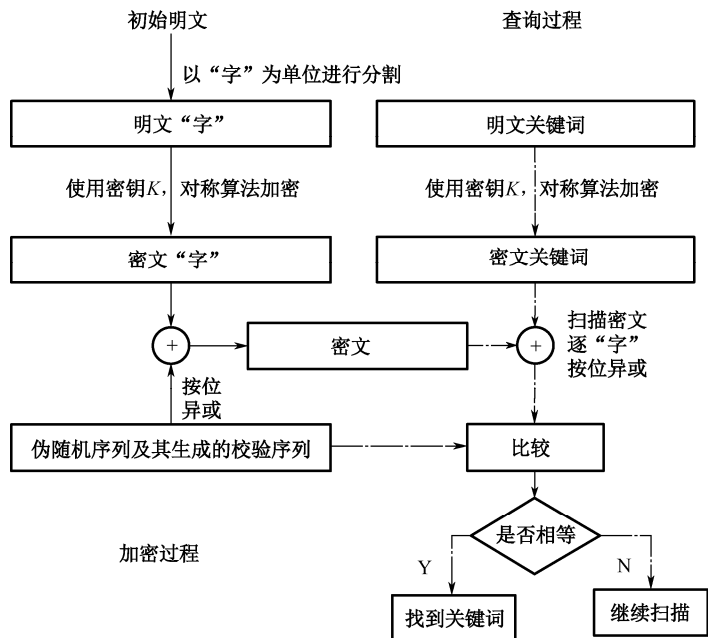 初始明文
查询过程
以“字”为单位进行分割
明文“字”
明文关键词
使用密钥K，对称算法加密
使用密钥K，对称算法加密
密文“字”
密文关键词
+
密文
+
扫描密文
逐“字”
按位异或
按位
异或
伪随机序列及其生成的校验序列
比较
是否相等
加密过程
Y
N
找到关键词
继续扫描